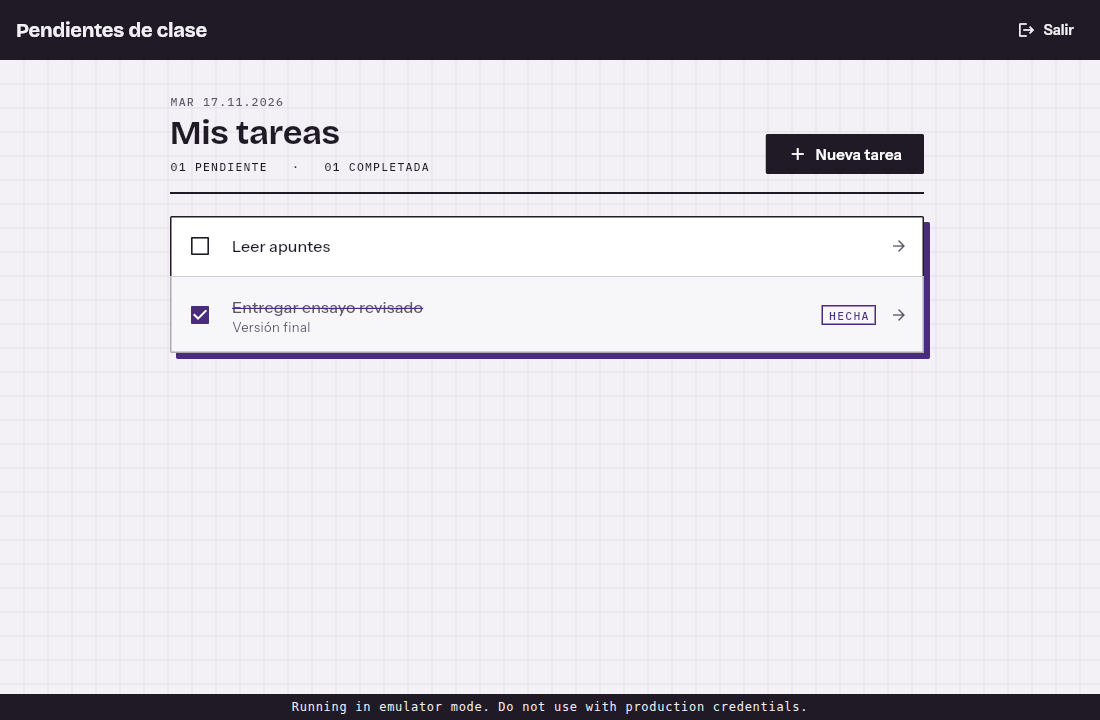 Pendientes de clase
Salir
MAR 17.11.2026
Mis tareas
01 PENDIENTE · 01 COMPLETADA
Nueva tarea
Leer apuntes
Entregar ensayo revisado
Versión final
HECHA
Running in emulator mode. Do not use with production credentials.